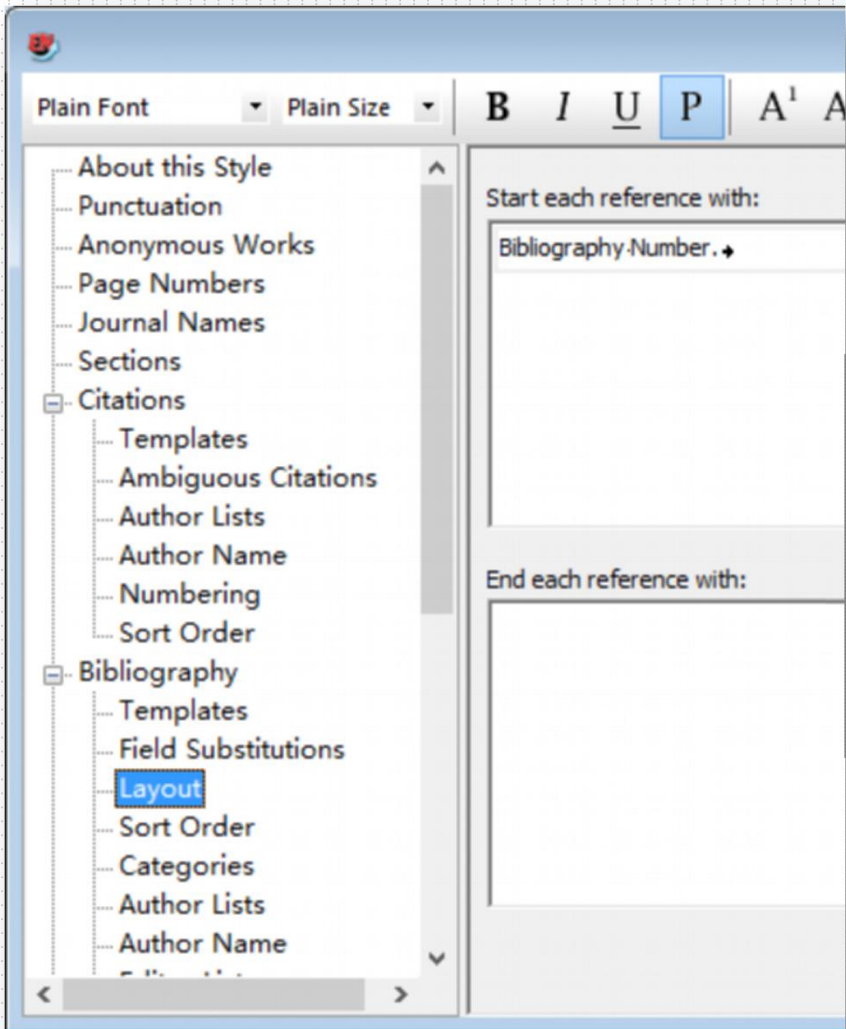 Plain Font Plain Size B I U P A1 A
About this Style
Punctuation
Anonymous Works
Page Numbers
Journal Names
Sections
Citations
Templates
Ambiguous Citations
Author Lists
Author Name
Numbering
Sort Order
Bibliography
Templates
Field Substitutions
Layout
Sort Order
Categories
Author Lists
Author Name
Start each reference with:
Bibliography·Number.→
End each reference with: